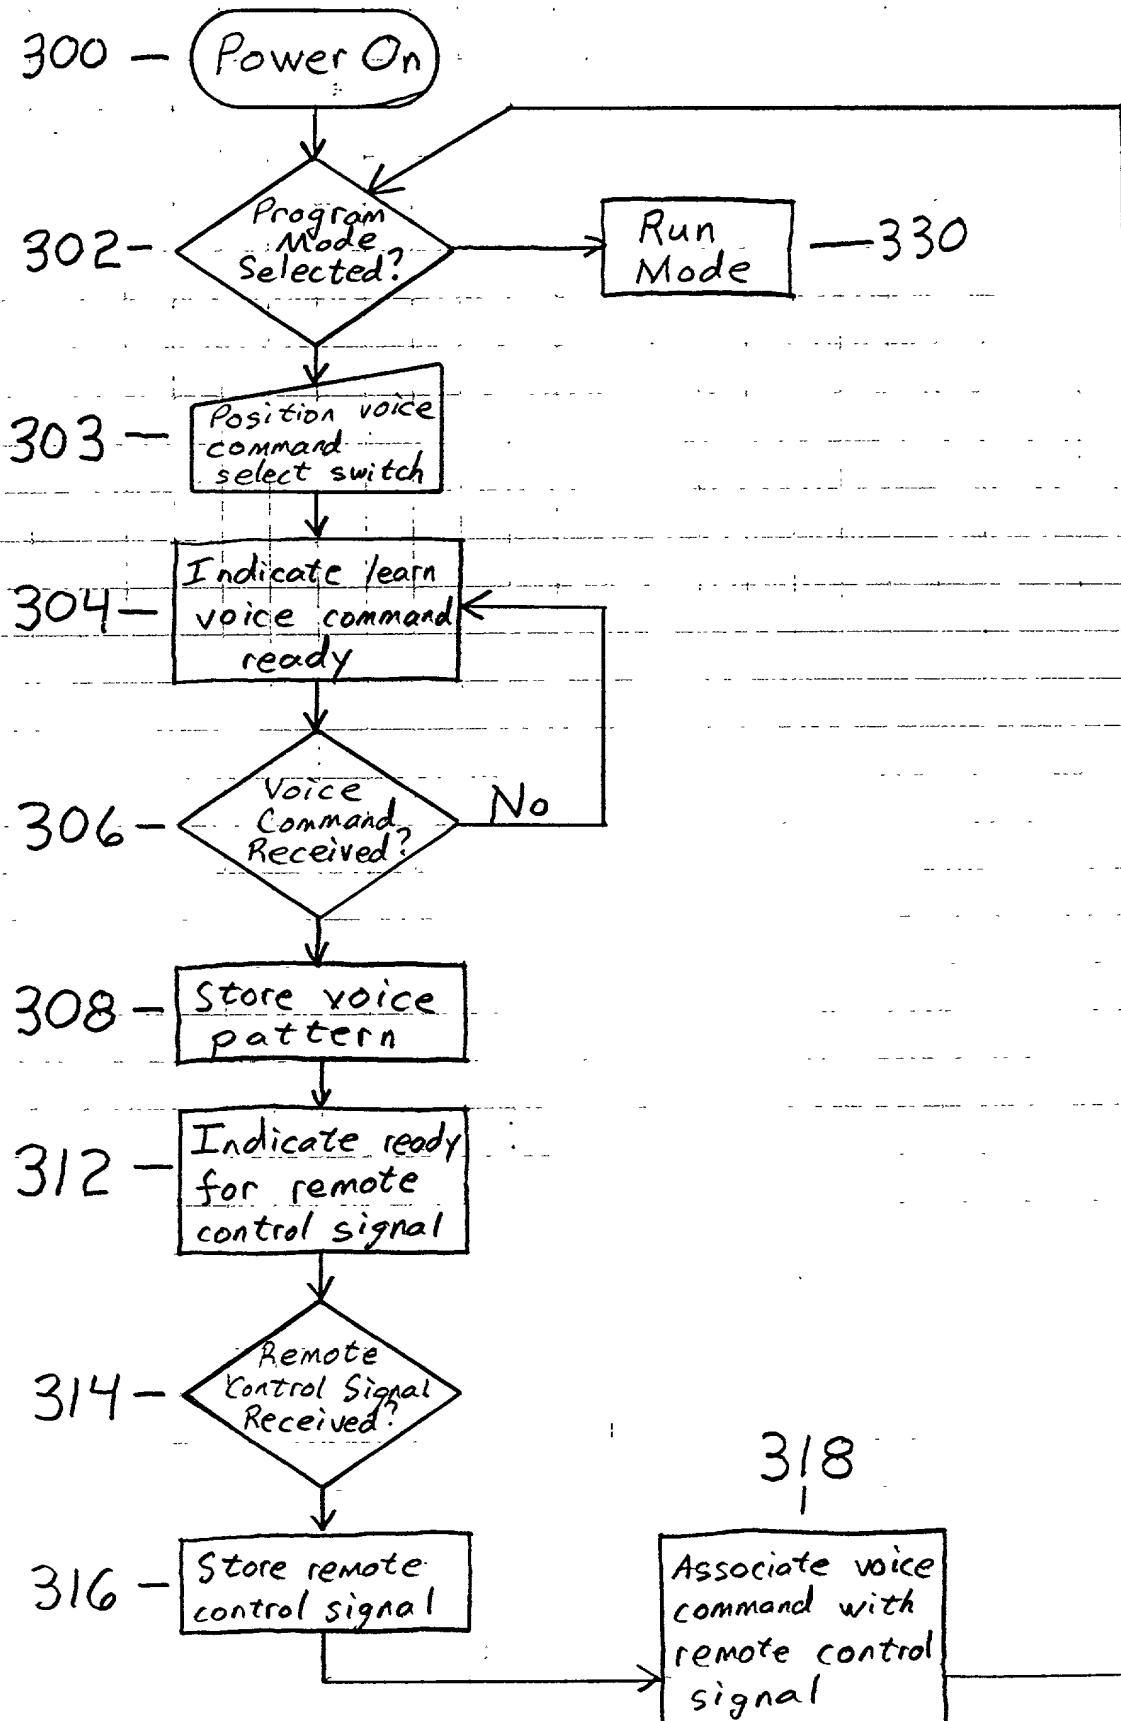 300
Power On
302
Program
Mode
Selected?
Run
Mode
330
303
Position voice
command
select switch
304
Indicate learn
voice command
ready
306
Voice
Command
Received?
No
308
Store voice
pattern
312
Indicate ready
for remote
control signal
314
Remote
Control Signal
Received?
316
Store remote
control signal
318
Associate voice
command with
remote control
signal